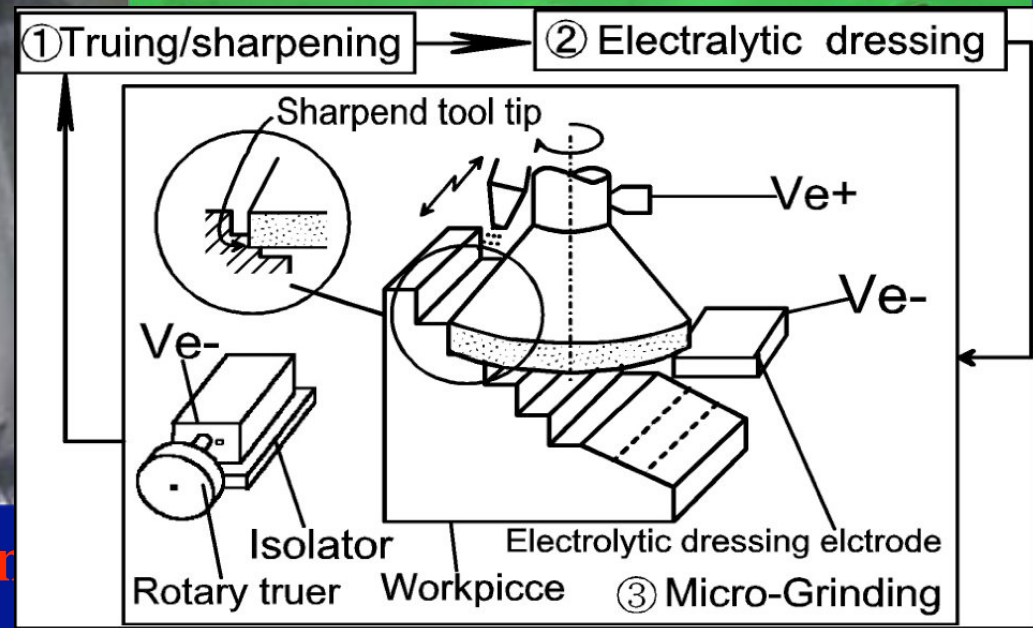 ①Truing/sharpening
② Electralytic dressing
Sharpend tool tip
Ve+
Ve-
Ve-
Isolator
Electrolytic dressing elctrode
Rotary truer
Workpicce
③ Micro-Grinding